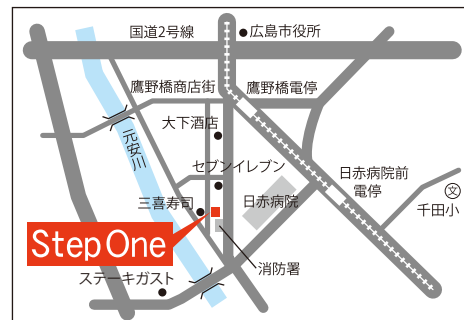 国道2号線
広島市役所
鷹野橋商店街
鷹野橋電停
大下酒店
元安川
セブンイレブン
日赤病院前
電停
文
千田小
三喜寿司
日赤病院
Step One
消防署
ステーキガスト